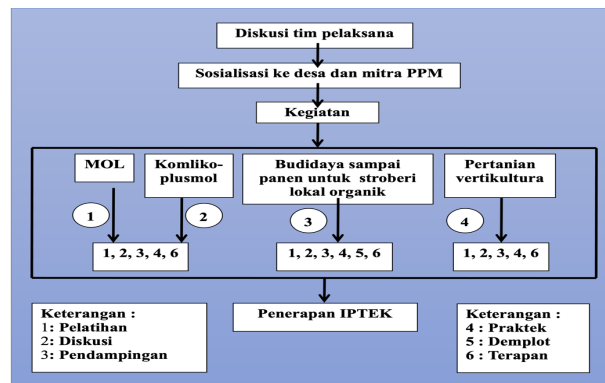 Diskusi tim pelaksana
Sosialisasi ke desa dan mitra PPM
Kegiatan
MOL
Komliko-
plusmol
Budidaya sampai
panen untuk stroberi
lokal organik
Pertanian
vertikultura
1
2
3
4
1, 2, 3, 4, 6
1, 2, 3, 4, 5, 6
1, 2, 3, 4, 6
Penerapan IPTEK
Keterangan :
1: Pelatihan
2: Diskusi
3: Pendampingan
Keterangan :
4 : Praktek
5 : Demplot
6 : Terapan